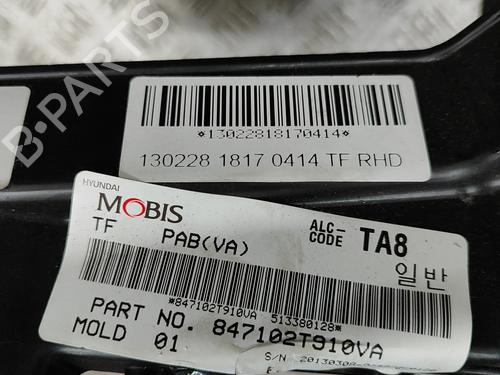 *13022818170414*
130228 1817 0414 TF RHD
HYUNDAI
MOBIS
ALC-CODE TA8
TF PAB(VA)
일반
*847102T910VA 513380128*
PART NO. 847102T910VA
MOLD 01
S/N
B-PARTS